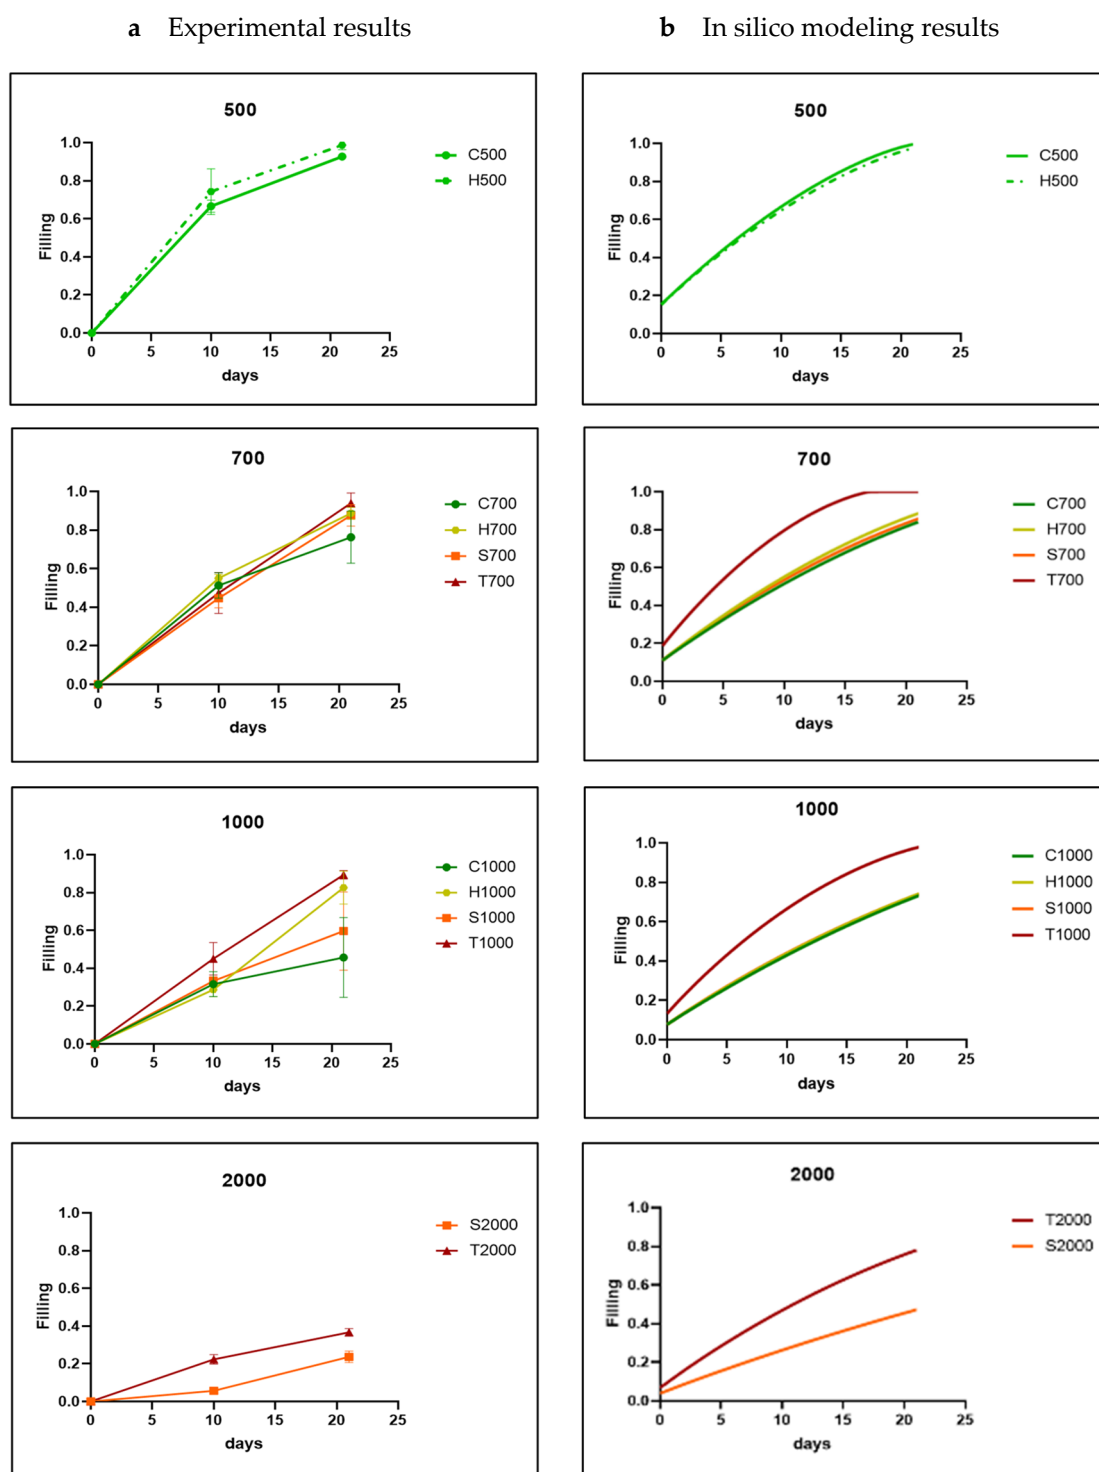 a Experimental results
b In silico modeling results
500
1.0
0.8
0.6
0.4
0.2
0.0
Filling
0 5 10 15 20 25
days
C500
H500
500
1.0
0.8
0.6
0.4
0.2
0.0
Filling
0 5 10 15 20 25
days
C500
H500
700
1.0
0.8
0.6
0.4
0.2
0.0
Filling
0 5 10 15 20 25
days
C700
H700
S700
T700
700
1.0
0.8
0.6
0.4
0.2
0.0
Filling
0 5 10 15 20 25
days
C700
H700
S700
T700
1000
1.0
0.8
0.6
0.4
0.2
0.0
Filling
0 5 10 15 20 25
days
C1000
H1000
S1000
T1000
1000
1.0
0.8
0.6
0.4
0.2
0.0
Filling
0 5 10 15 20 25
days
C1000
H1000
S1000
T1000
2000
1.0
0.8
0.6
0.4
0.2
0.0
Filling
0 5 10 15 20 25
days
S2000
T2000
2000
1.0
0.8
0.6
0.4
0.2
0.0
Filling
0 5 10 15 20 25
days
T2000
S2000